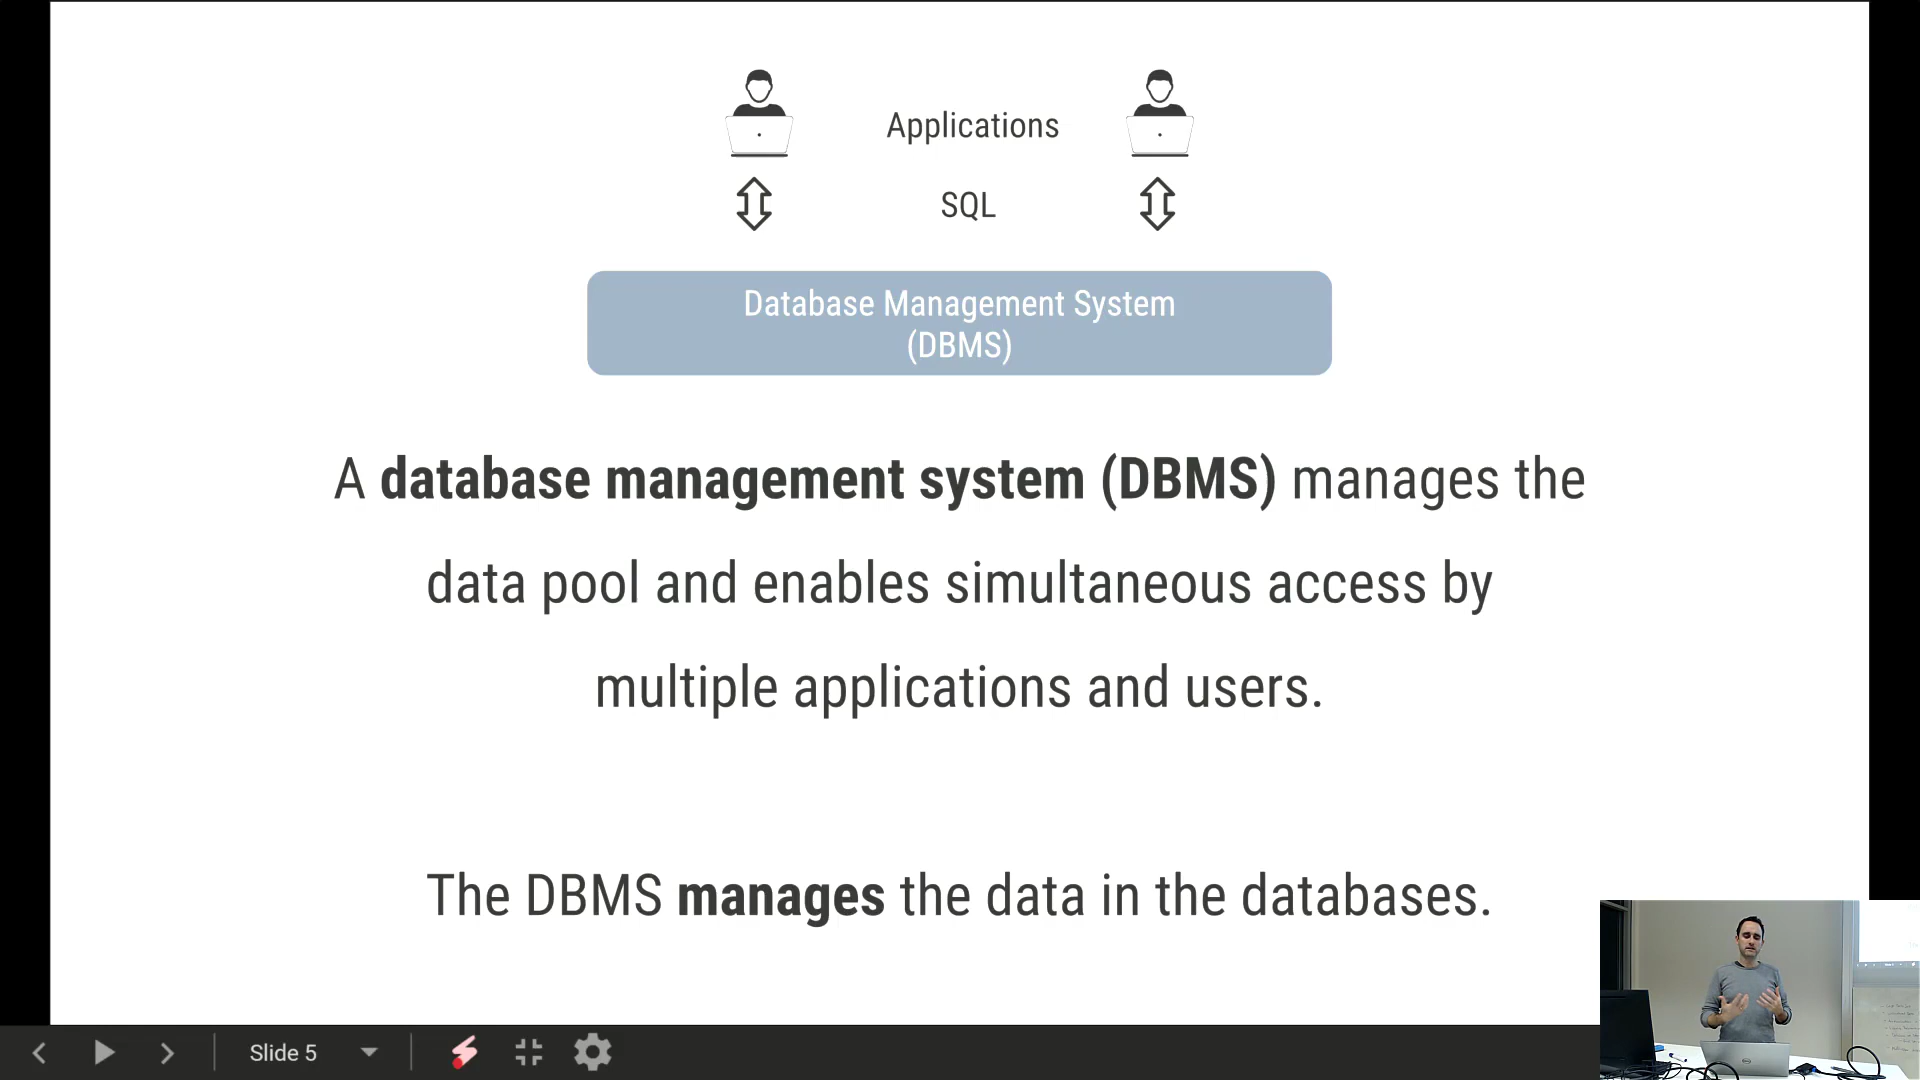 Applications
SQL
Database Management System
(DBMS)
A database management system (DBMS) manages the
data pool and enables simultaneous access by
multiple applications and users.
The DBMS manages the data in the databases.
Slide 5